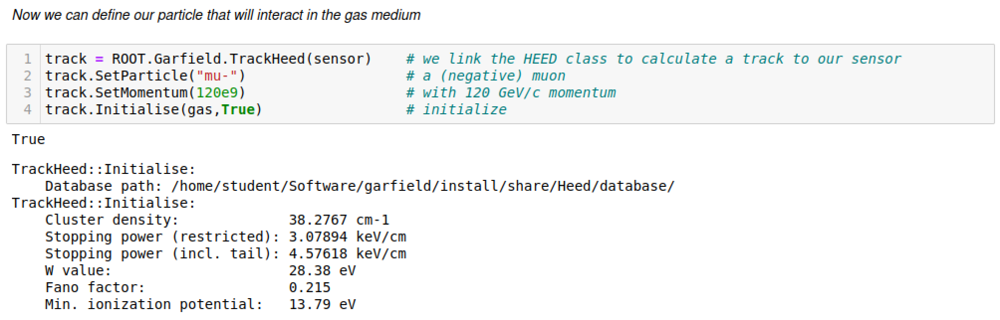 Now we can define our particle that will interact in the gas medium
1 track = ROOT.Garfield.TrackHeed(sensor)    # we link the HEED class to calculate a track to our sensor
2 track.SetParticle("mu-")                   # a (negative) muon
3 track.SetMomentum(120e9)                   # with 120 GeV/c momentum
4 track.Initialise(gas,True)                 # initialize
True
TrackHeed::Initialise:
    Database path: /home/student/Software/garfield/install/share/Heed/database/
TrackHeed::Initialise:
    Cluster density:             38.2767 cm-1
    Stopping power (restricted): 3.07894 keV/cm
    Stopping power (incl. tail): 4.57618 keV/cm
    W value:                     28.38 eV
    Fano factor:                 0.215
    Min. ionization potential:   13.79 eV